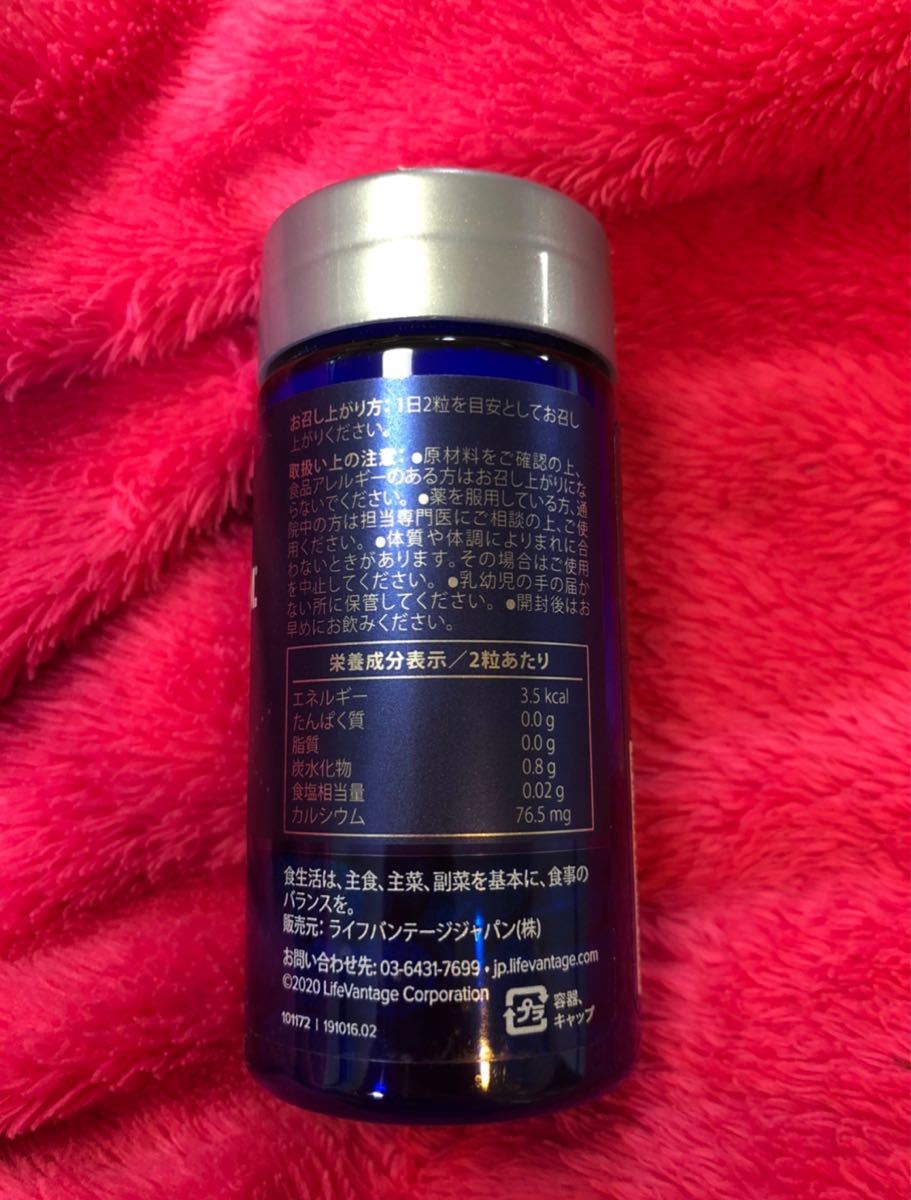 お召し上がり方：1日2粒を目安としてお召し
上がりください。
取扱い上の注意：●原材料をご確認の上、
食品アレルギーのある方はお召し上がりにな
らないでください。●薬を服用している方、通
院中の方は担当専門医にご相談の上、ご使
用ください。●体質や体調によりまれに合
わないときがあります。その場合はご使用
を中止してください。●乳幼児の手の届か
ない所に保管してください。●開封後はお
早めにお飲みください。
栄養成分表示／2粒あたり
エネルギー 3.5 kcal
たんぱく質 0.0 g
脂質 0.0 g
炭水化物 0.8 g
食塩相当量 0.02 g
カルシウム 76.5 mg
食生活は、主食、主菜、副菜を基本に、食事の
バランスを。
販売元：ライフバンテージジャパン(株)
お問い合わせ先: 03-6431-7699・jp.lifevantage.com
©2020 LifeVantage Corporation
101172 | 191016.02
プラ
容器、
キャップ